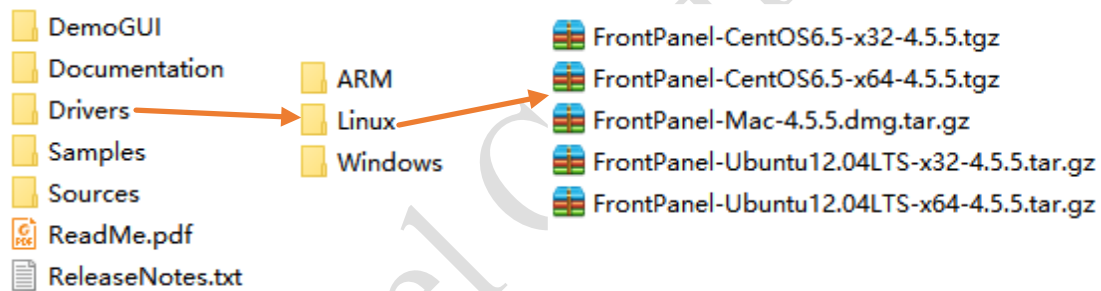 DemoGUI
Documentation
Drivers
Samples
Sources
ReadMe.pdf
ReleaseNotes.txt
ARM
Linux
Windows
FrontPanel-CentOS6.5-x32-4.5.5.tgz
FrontPanel-CentOS6.5-x64-4.5.5.tgz
FrontPanel-Mac-4.5.5.dmg.tar.gz
FrontPanel-Ubuntu12.04LTS-x32-4.5.5.tar.gz
FrontPanel-Ubuntu12.04LTS-x64-4.5.5.tar.gz